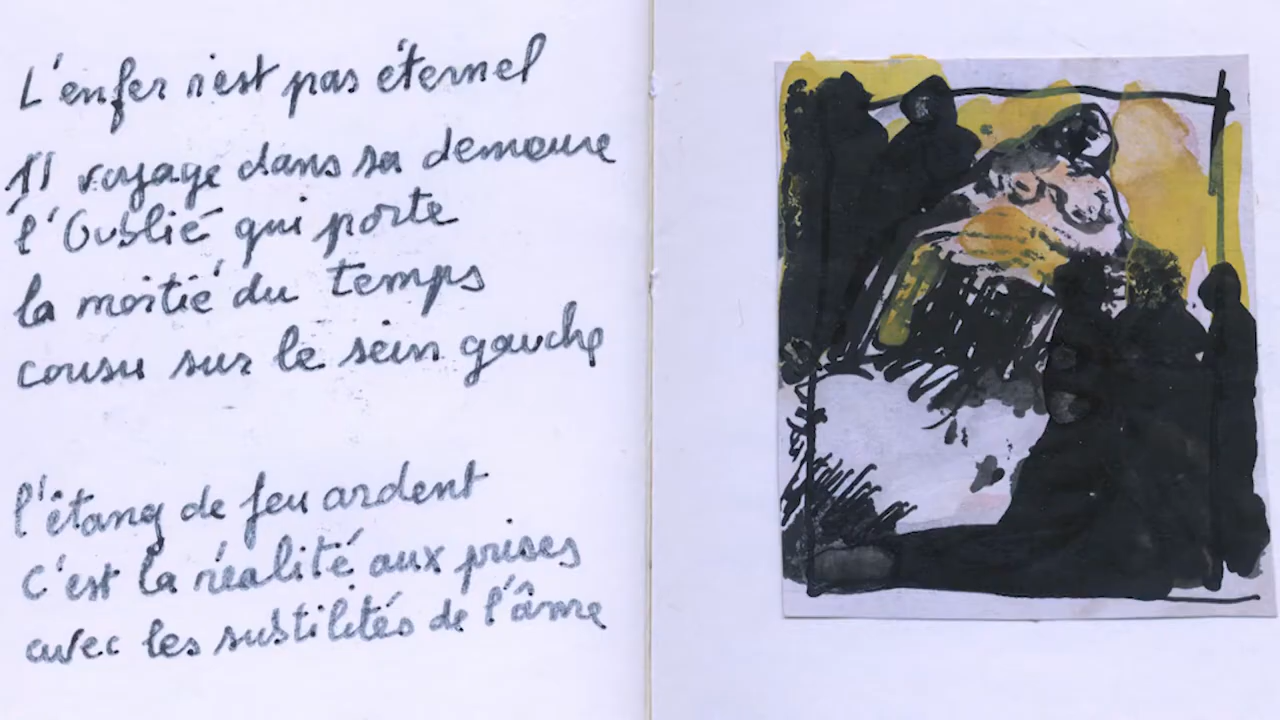 L'enfer n'est pas éternel
Il voyage dans sa demeure
l'Oublié qui porte
la moitié du temps
cousu sur le sein gauche
l'étang de feu ardent
C'est la réalité aux prises
avec les subtilités de l'âme